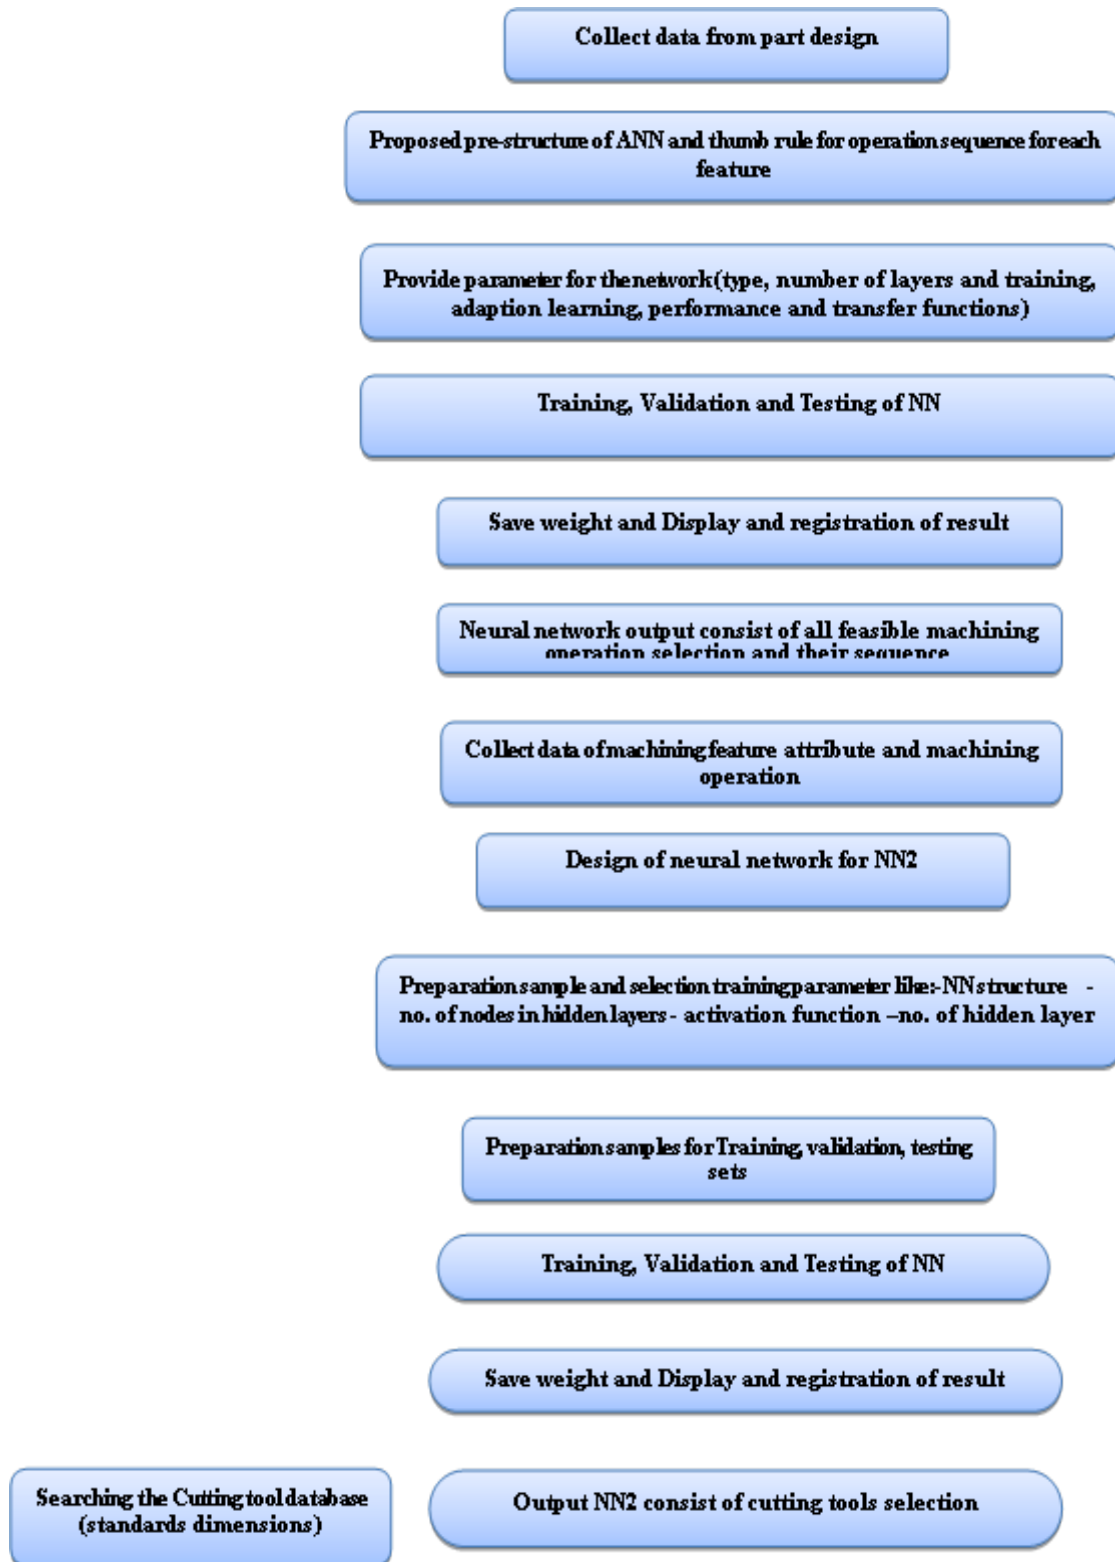 Collect data from part design
Proposed pre-structure of ANN and thumb rule for operation sequence for each
feature
Provide parameter for the network (type, number of layers and training,
adaption learning, performance and transfer functions)
Training, Validation and Testing of NN
Save weight and Display and registration of result
Neural network output consist of all feasible machining
operation selection and their sequence
Collect data of machining feature attribute and machining
operation
Design of neural network for NN2
Preparation sample and selection training parameter like:-NN structure -
no. of nodes in hidden layers - activation function –no. of hidden layer
Preparation samples for Training, validation, testing
sets
Training, Validation and Testing of NN
Save weight and Display and registration of result
Searching the Cutting tool database
(standards dimensions)
Output NN2 consist of cutting tools selection